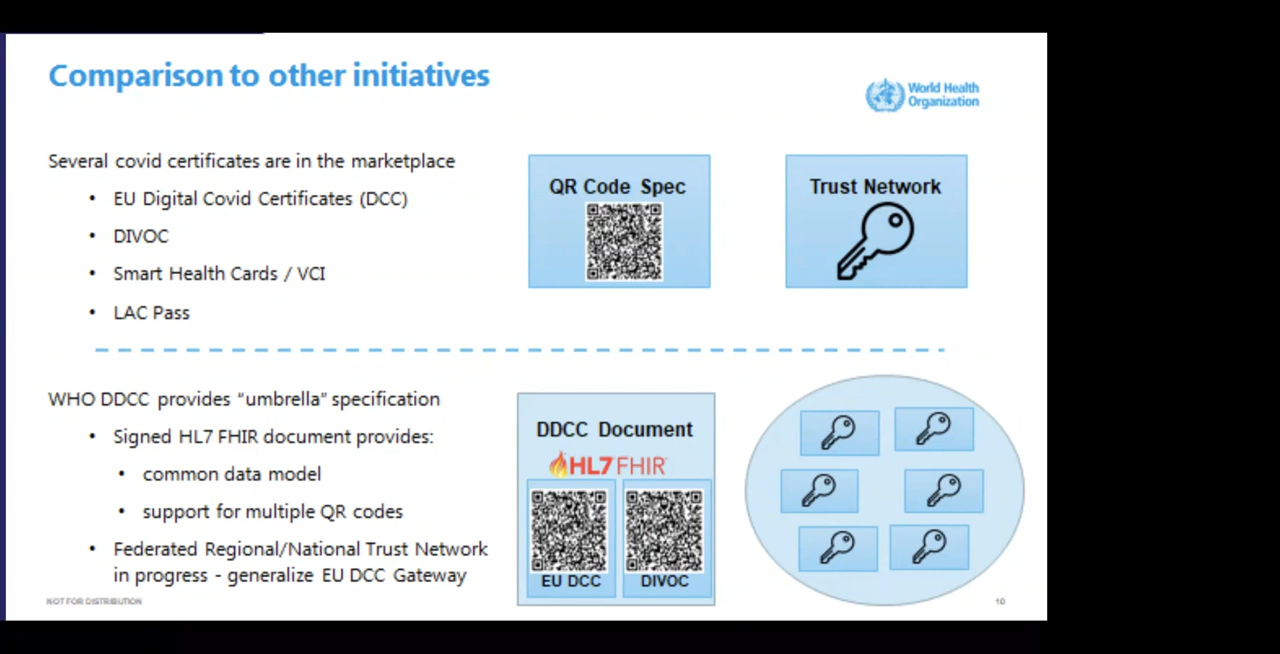 Comparison to other initiatives
World Health
Organization
Several covid certificates are in the marketplace
• EU Digital Covid Certificates (DCC)
• DIVOC
• Smart Health Cards / VCI
• LAC Pass
QR Code Spec
Trust Network
WHO DDCC provides "umbrella" specification
• Signed HL7 FHIR document provides:
• common data model
• support for multiple QR codes
• Federated Regional/National Trust Network
in progress - generalize EU DCC Gateway
DDCC Document
HL7 FHIR
EU DCC
DIVOC
NOT FOR DISTRIBUTION
10